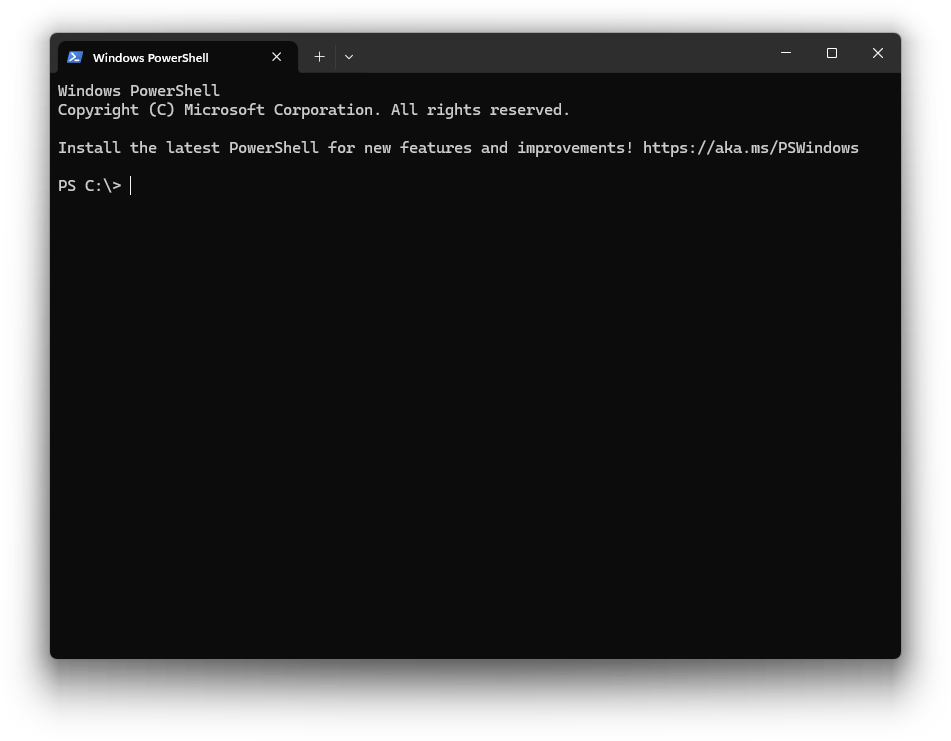 Windows PowerShell
Windows PowerShell
Copyright (C) Microsoft Corporation. All rights reserved.
Install the latest PowerShell for new features and improvements! https://aka.ms/PSWindows
PS C:\>